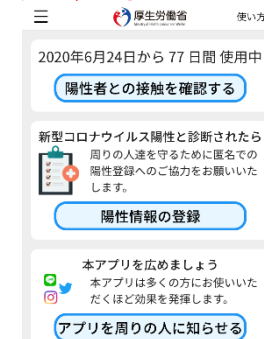 厚生労働省
使い方
2020年6月24日から 77 日間 使用中
陽性者との接触を確認する
新型コロナウイルス陽性と診断されたら
周りの人達を守るために匿名での
陽性登録へのご協力をお願いいた
します。
陽性情報の登録
本アプリを広めましょう
本アプリは多くの方にお使いいた
だくほど効果を発揮します。
アプリを周りの人に知らせる